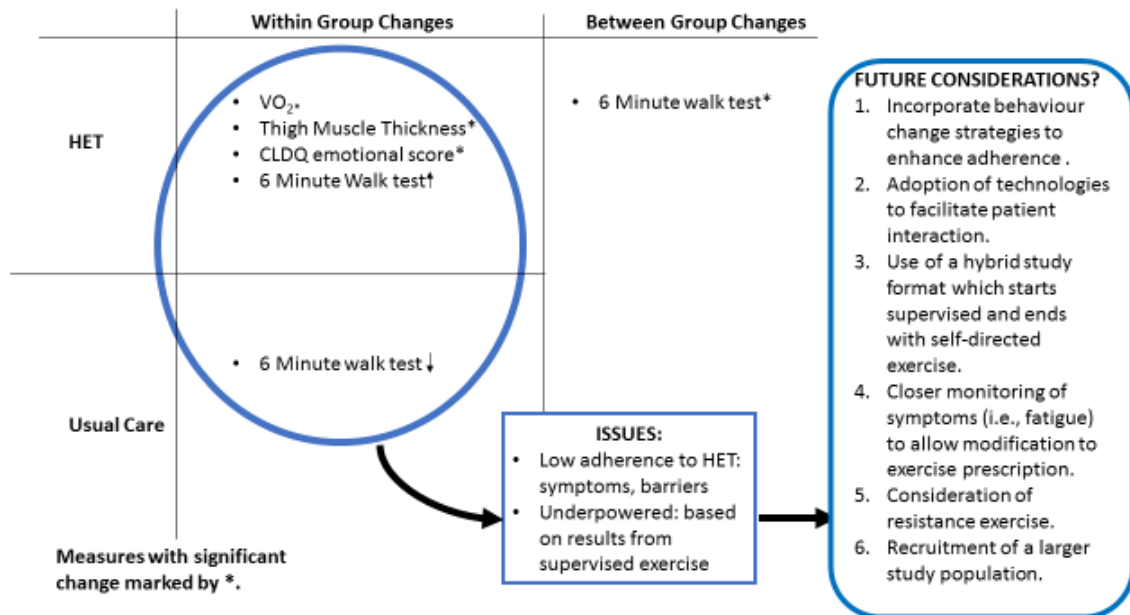 Within Group Changes
Between Group Changes
HET
• VO₂*
• Thigh Muscle Thickness*
• CLDQ emotional score*
• 6 Minute Walk test↑
• 6 Minute walk test*
Usual Care
• 6 Minute walk test↓
Measures with significant
change marked by *.
ISSUES:
• Low adherence to HET:
symptoms, barriers
• Underpowered: based
on results from
supervised exercise
FUTURE CONSIDERATIONS?
1. Incorporate behaviour
change strategies to
enhance adherence .
2. Adoption of technologies
to facilitate patient
interaction.
3. Use of a hybrid study
format which starts
supervised and ends
with self-directed
exercise.
4. Closer monitoring of
symptoms (i.e., fatigue)
to allow modification to
exercise prescription.
5. Consideration of
resistance exercise.
6. Recruitment of a larger
study population.